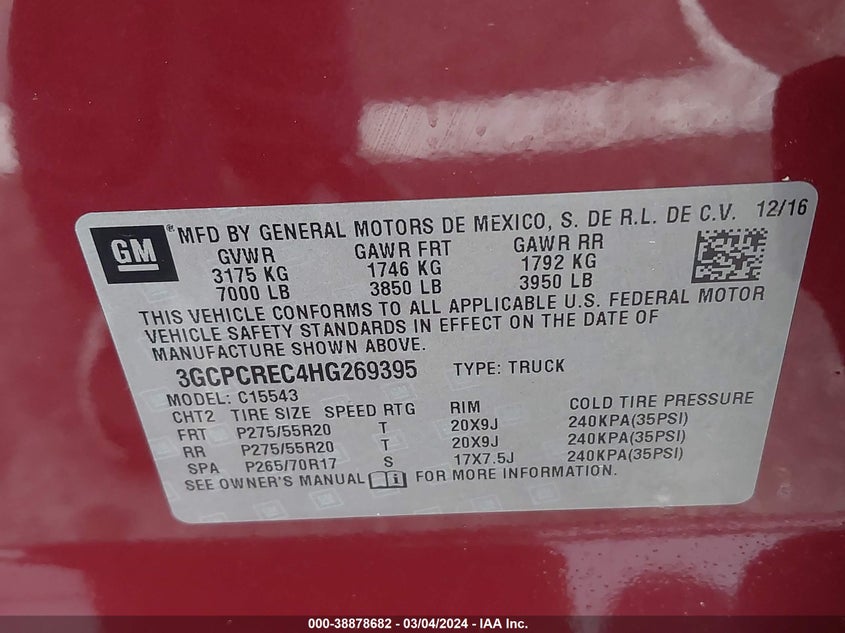 GM ® MFD BY GENERAL MOTORS DE MEXICO, S. DE R.L. DE C.V. 12/16
GVWR GAWR FRT GAWR RR
3175 KG 1746 KG 1792 KG
7000 LB 3850 LB 3950 LB
THIS VEHICLE CONFORMS TO ALL APPLICABLE U.S. FEDERAL MOTOR
VEHICLE SAFETY STANDARDS IN EFFECT ON THE DATE OF
MANUFACTURE SHOWN ABOVE.
3GCPCREC4HG269395 TYPE: TRUCK
MODEL: C15543
CHT2 TIRE SIZE SPEED RTG RIM COLD TIRE PRESSURE
FRT P275/55R20 T 20X9J 240KPA(35PSI)
RR P275/55R20 T 20X9J 240KPA(35PSI)
SPA P265/70R17 S 17X7.5J 240KPA(35PSI)
SEE OWNER'S MANUAL i FOR MORE INFORMATION.
000-38878682 - 03/04/2024 - IAA Inc.